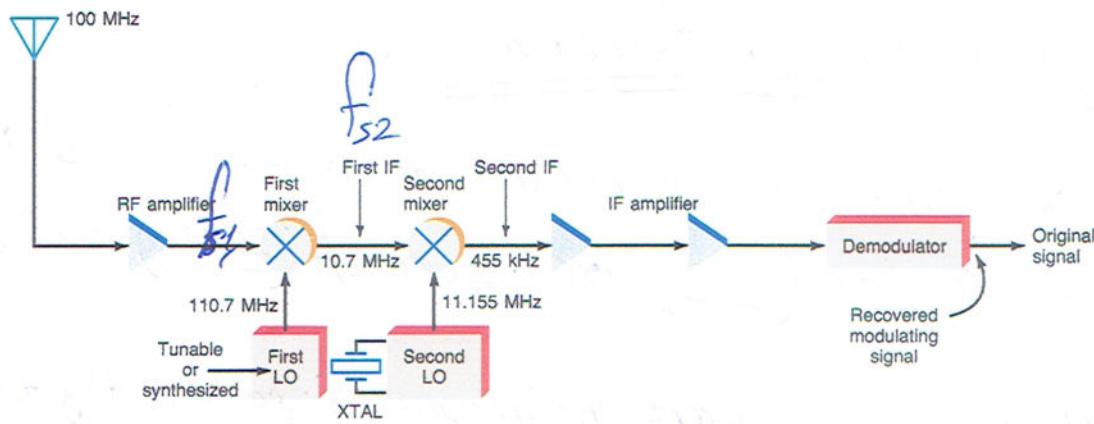 100 MHz
f s2
First IF
Second IF
RF amplifier
First
mixer
Second
mixer
IF amplifier
10.7 MHz
455 kHz
Demodulator
Original
signal
110.7 MHz
11.155 MHz
Recovered
modulating
signal
Tunable
or
synthesized
First
LO
Second
LO
XTAL